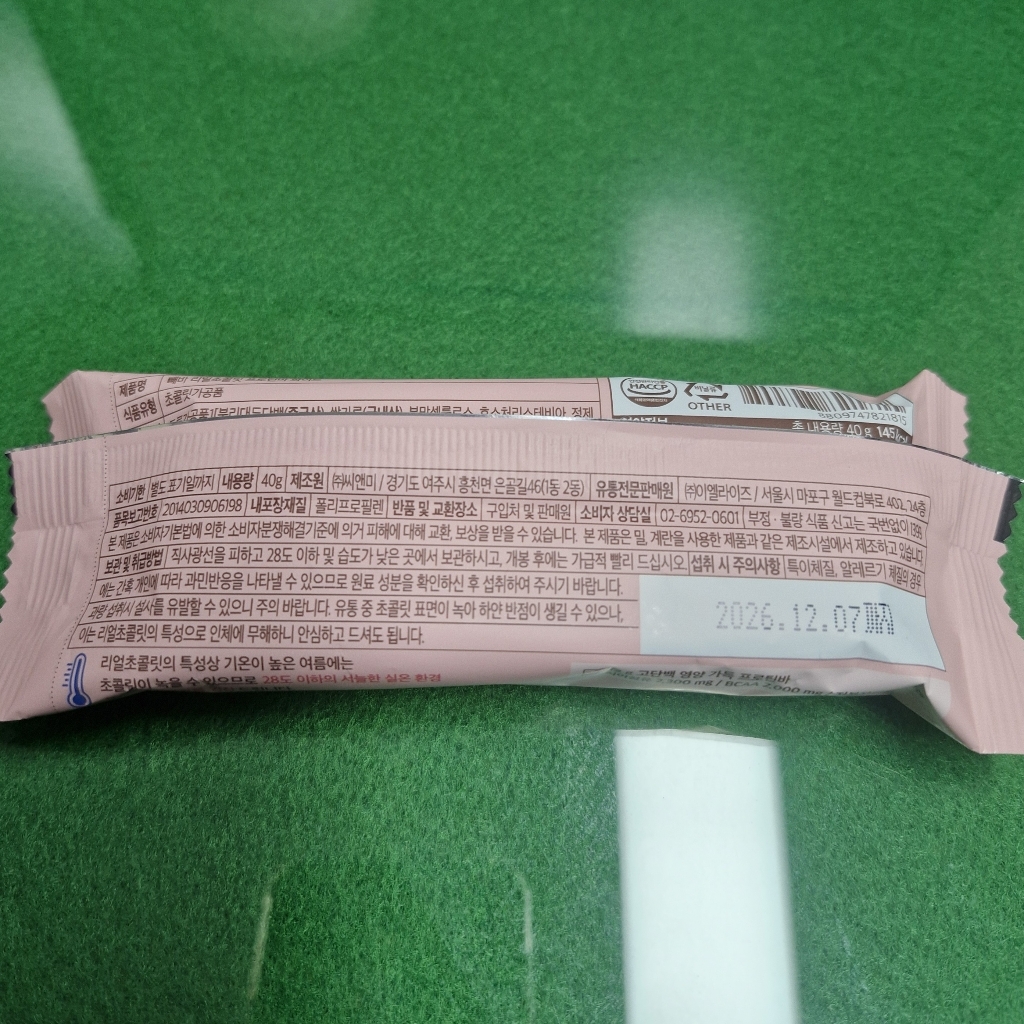 제품명
식품유형 초콜릿가공품
HACCP
비닐류
OTHER
8809747821815
총 내용량 40 g 145
소비기한 별도 표기일까지 내용량 40g 제조원 ㈜씨앤미 / 경기도 여주시 흥천면 은골길46(1동 2동) 유통전문판매원 ㈜이엘라이즈 / 서울시 마포구 월드컵북로 402,
품목보고번호 2014030906198 내포장재질 폴리프로필렌 반품 및 교환장소 구입처 및 판매원 소비자 상담실 02-6952-0601 부정·불량 식품 신고는 국번없이 1399
본 제품은 소비자기본법에 의한 소비자분쟁해결기준에 의거 피해에 대해 교환, 보상을 받을 수 있습니다. 본 제품은 밀, 계란을 사용한 제품과 같은 제조시설에서 제조하고 있습니다.
보관 및 취급방법 직사광선을 피하고 28도 이하 및 습도가 낮은 곳에서 보관하시고, 개봉 후에는 가급적 빨리 드십시오. 섭취 시 주의사항 특이체질, 알레르기 체질의 경우
에는 간혹 개인에 따라 과민반응을 나타낼 수 있으므로 원료 성분을 확인하신 후 섭취하여 주시기 바랍니다.
과량 섭취시 설사를 유발할 수 있으니 주의 바랍니다. 유통 중 초콜릿 표면이 녹아 하얀 반점이 생길 수 있으나,
이는 리얼초콜릿의 특성으로 인체에 무해하니 안심하고 드셔도 됩니다.
2026.12.07까지
리얼초콜릿의 특성상 기온이 높은 여름에는
초콜릿이 녹을 수 있으므로 28도 이하의 서늘한 실온 환경
고단백 영양 가득 프로틴바
/ BCAA 2,000 mg